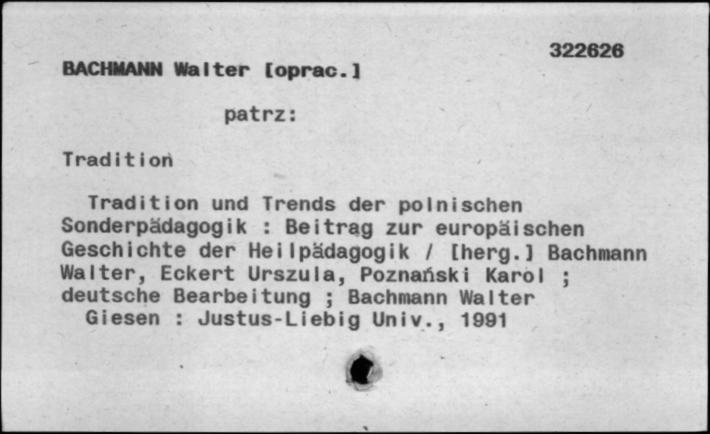 322626
BACHMANN Walter [oprac.]
patrz:
Tradition
Tradition und Trends der polnischen
Sonderpädagogik : Beitrag zur europäischen
Geschichte der Heilpädagogik / [herg.] Bachmann
Walter, Eckert Urszula, Poznański Karol ;
deutsche Bearbeitung ; Bachmann Walter
Giesen : Justus-Liebig Univ., 1991